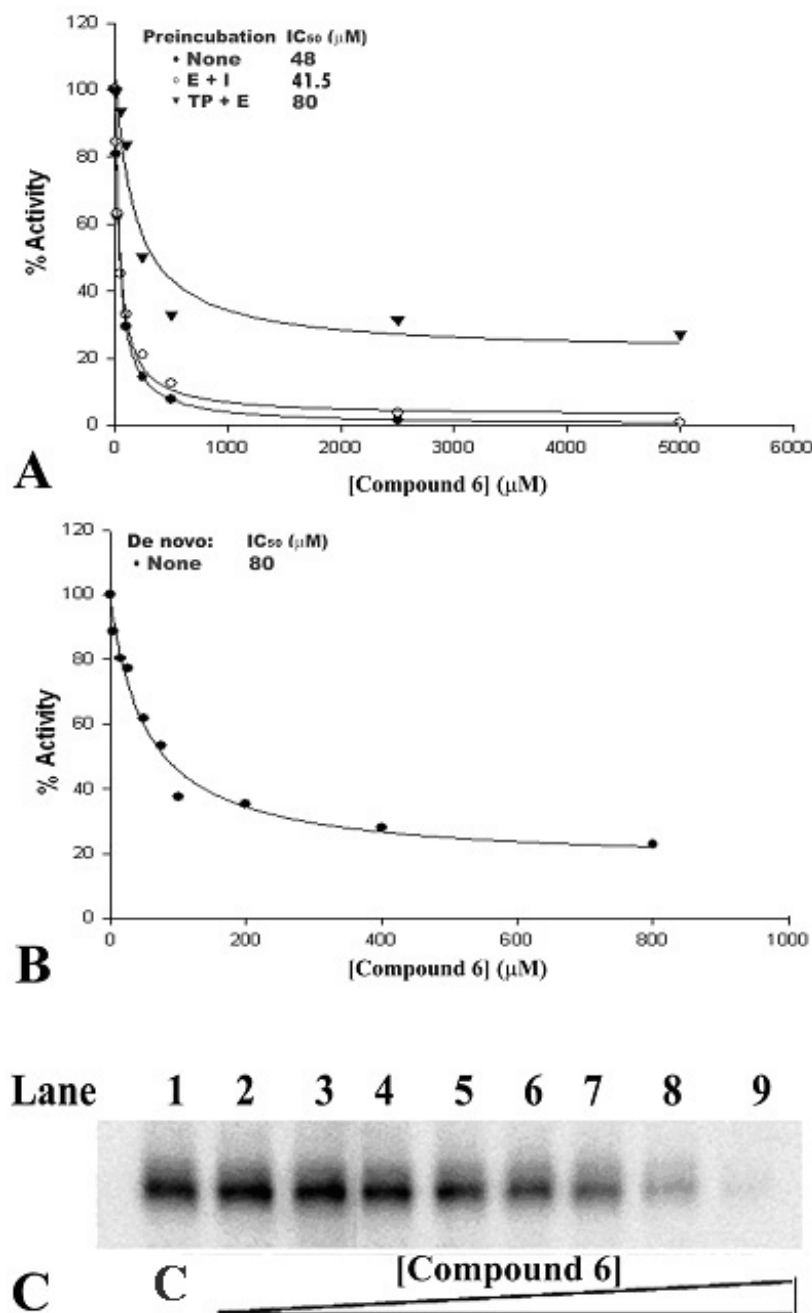 120
Preincubation IC₅₀ (µM)
• None 48
○ E + I 41.5
▼ TP + E 80
100
80
60
40
20
0
% Activity
0 1000 2000 3000 4000 5000 6000
[Compound 6] (µM)
A
120
De novo: IC₅₀ (µM)
• None 80
100
80
60
40
20
0
% Activity
0 200 400 600 800 1000
[Compound 6] (µM)
B
Lane 1 2 3 4 5 6 7 8 9
[Compound 6]
C C